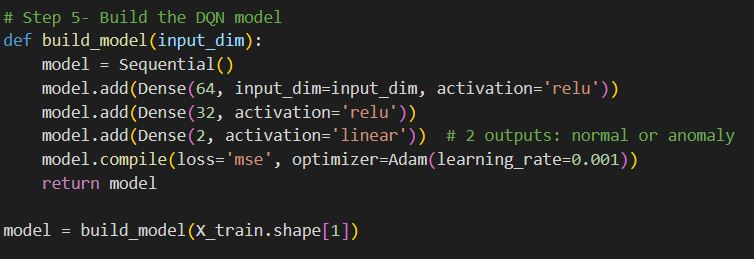 # Step 5- Build the DQN model
def build_model(input_dim):
    model = Sequential()
    model.add(Dense(64, input_dim=input_dim, activation='relu'))
    model.add(Dense(32, activation='relu'))
    model.add(Dense(2, activation='linear'))  # 2 outputs: normal or anomaly
    model.compile(loss='mse', optimizer=Adam(learning_rate=0.001))
    return model

model = build_model(X_train.shape[1])